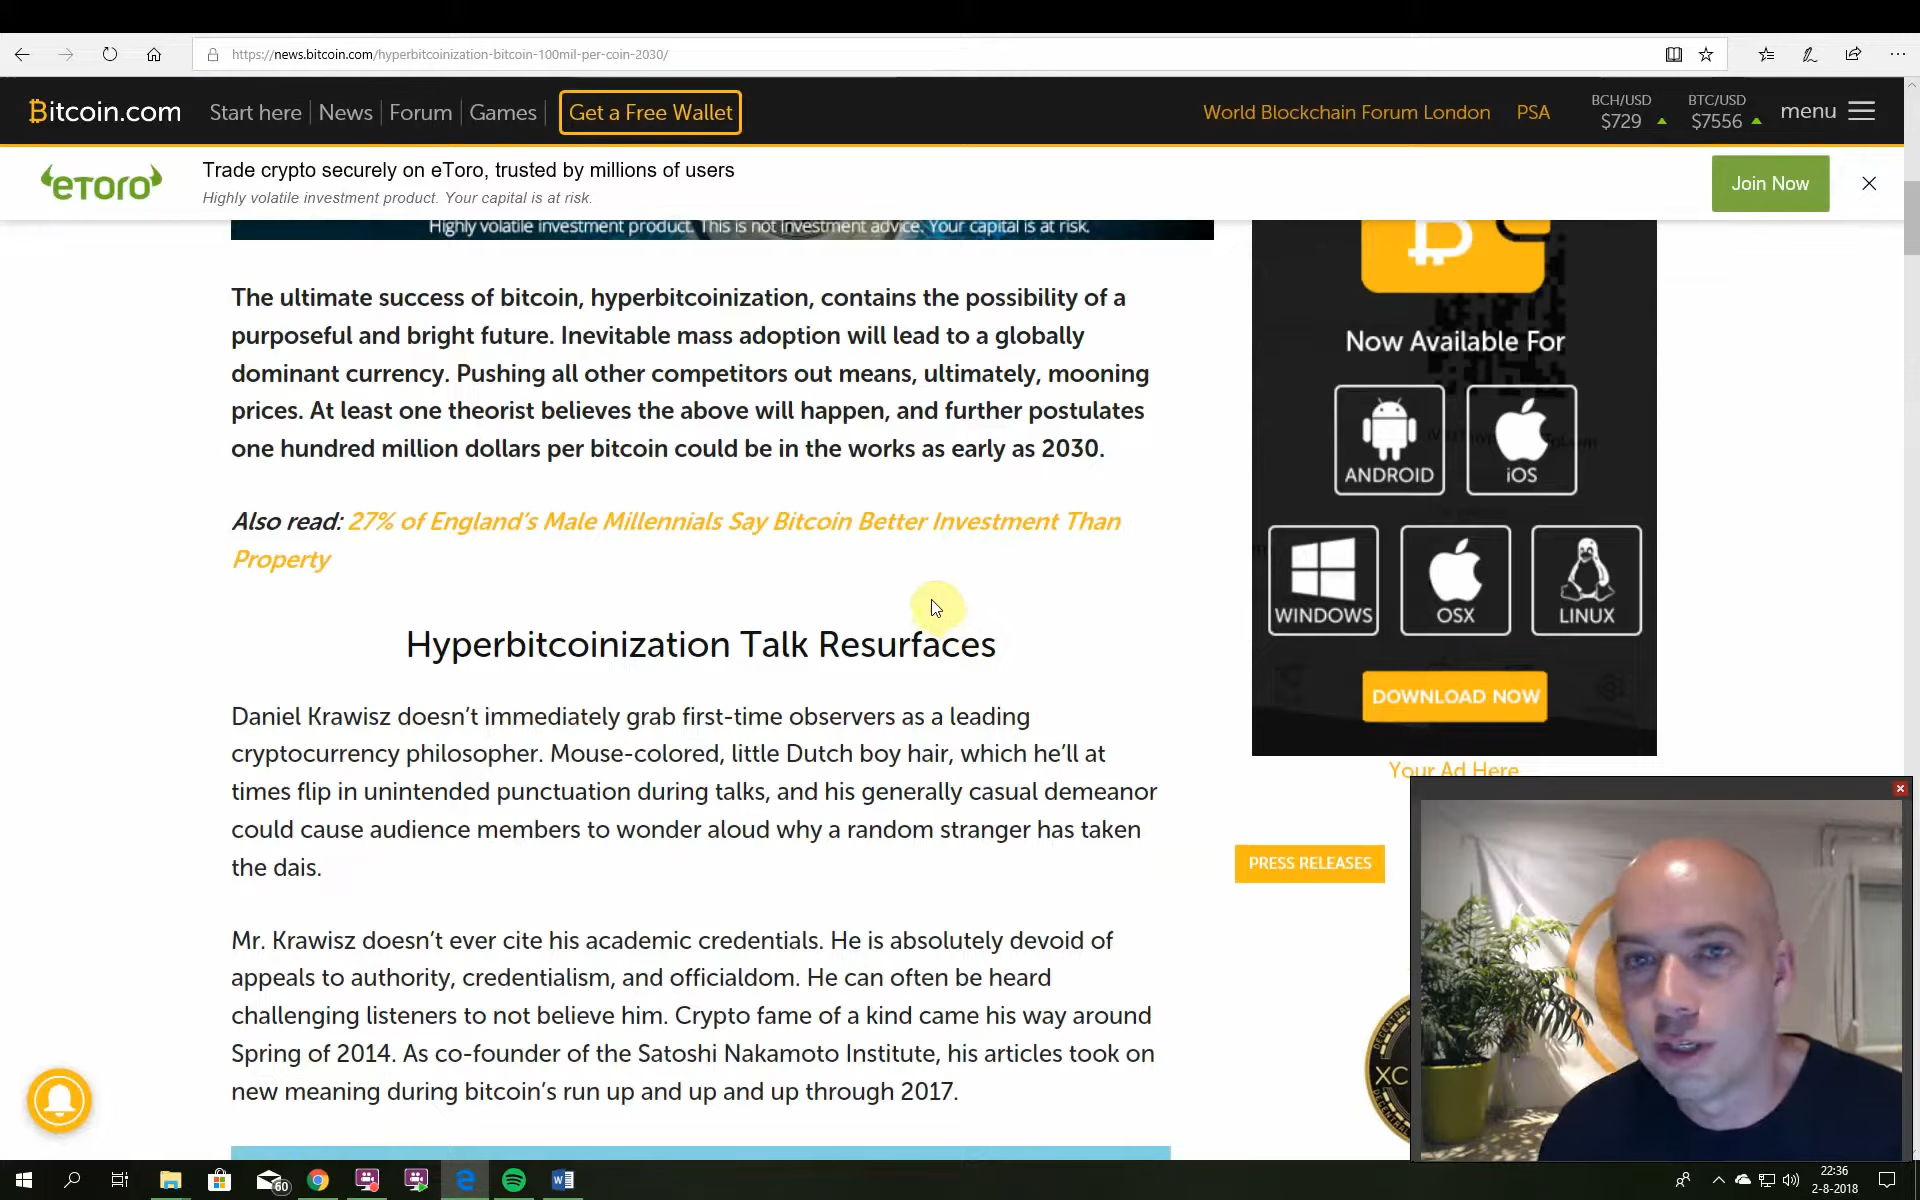 https://news.bitcoin.com/hyperbitcoinization-bitcoin-100mil-per-coin-2030/
Bitcoin.com
Start here
News
Forum
Games
Get a Free Wallet
World Blockchain Forum London
PSA
BCH/USD
$729
BTC/USD
$7556
menu
eToro
Trade crypto securely on eToro, trusted by millions of users
Highly volatile investment product. Your capital is at risk.
Join Now
Highly volatile investment product. This is not investment advice. Your capital is at risk.
The ultimate success of bitcoin, hyperbitcoinization, contains the possibility of a
purposeful and bright future. Inevitable mass adoption will lead to a globally
dominant currency. Pushing all other competitors out means, ultimately, mooning
prices. At least one theorist believes the above will happen, and further postulates
one hundred million dollars per bitcoin could be in the works as early as 2030.
Also read: 27% of England's Male Millennials Say Bitcoin Better Investment Than
Property
Hyperbitcoinization Talk Resurfaces
Daniel Krawisz doesn't immediately grab first-time observers as a leading
cryptocurrency philosopher. Mouse-colored, little Dutch boy hair, which he'll at
times flip in unintended punctuation during talks, and his generally casual demeanor
could cause audience members to wonder aloud why a random stranger has taken
the dais.
Mr. Krawisz doesn't ever cite his academic credentials. He is absolutely devoid of
appeals to authority, credentialism, and officialdom. He can often be heard
challenging listeners to not believe him. Crypto fame of a kind came his way around
Spring of 2014. As co-founder of the Satoshi Nakamoto Institute, his articles took on
new meaning during bitcoin's run up and up and up through 2017.
Now Available For
ANDROID
iOS
WINDOWS
OSX
LINUX
DOWNLOAD NOW
Your Ad Here
PRESS RELEASES
XC
60
22:36
2-8-2018